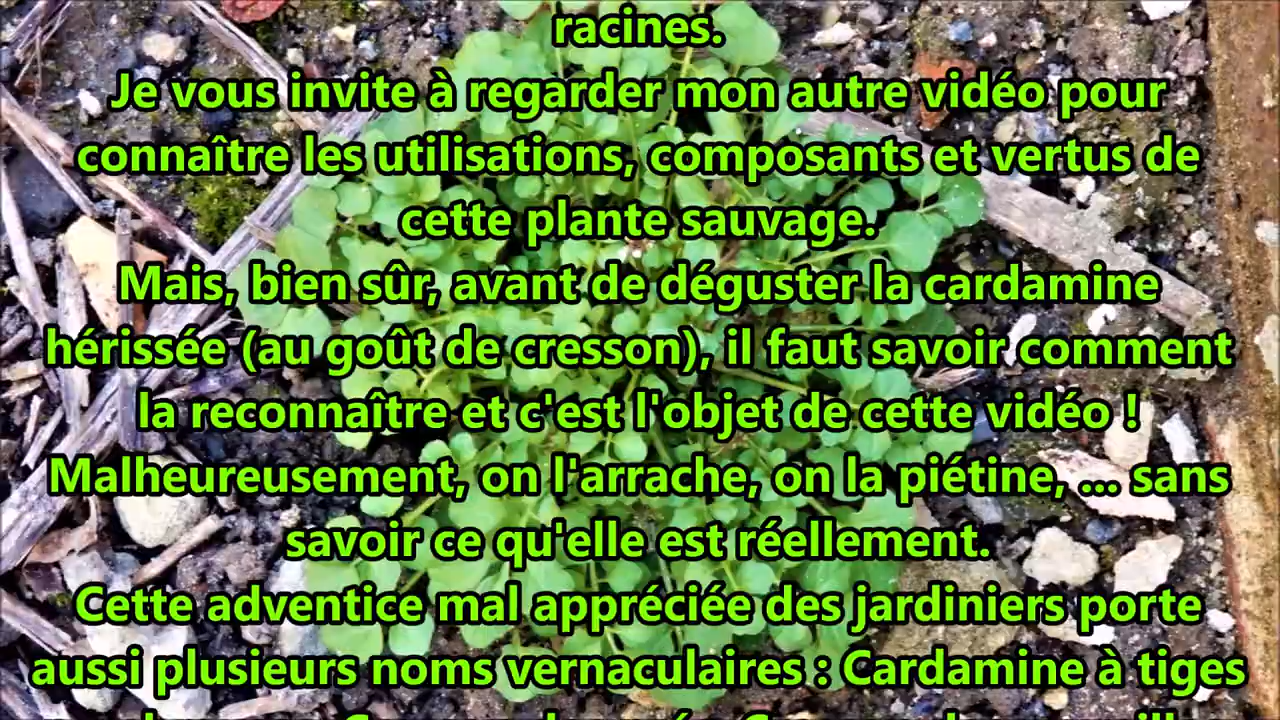 racines.
Je vous invite à regarder mon autre vidéo pour
connaître les utilisations, composants et vertus de
cette plante sauvage.
Mais, bien sûr, avant de déguster la cardamine
hérissée (au goût de cresson), il faut savoir comment
la reconnaître et c'est l'objet de cette vidéo !
Malheureusement, on l'arrache, on la piétine, ... sans
savoir ce qu'elle est réellement.
Cette adventice mal appréciée des jardiniers porte
aussi plusieurs noms vernaculaires : Cardamine à tiges